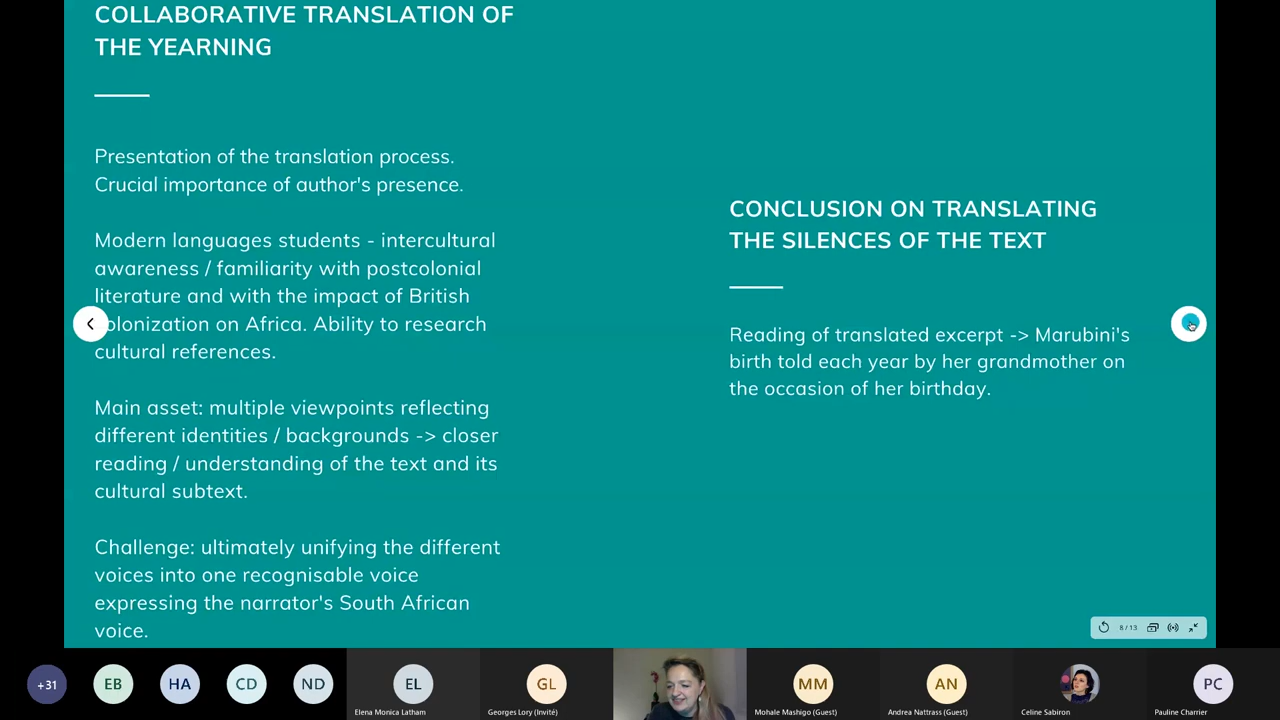 COLLABORATIVE TRANSLATION OF
THE YEARNING
Presentation of the translation process.
Crucial importance of author's presence.
Modern languages students - intercultural
awareness / familiarity with postcolonial
literature and with the impact of British
olonization on Africa. Ability to research
cultural references.
Main asset: multiple viewpoints reflecting
different identities / backgrounds -> closer
reading / understanding of the text and its
cultural subtext.
Challenge: ultimately unifying the different
voices into one recognisable voice
expressing the narrator's South African
voice.
CONCLUSION ON TRANSLATING
THE SILENCES OF THE TEXT
Reading of translated excerpt -> Marubini's
birth told each year by her grandmother on
the occasion of her birthday.
8 / 13
+31
EB
HA
CD
ND
EL
Elena Monica Latham
GL
Georges Lory (Invité)
MM
Mohale Mashigo (Guest)
AN
Andrea Nattrass (Guest)
Celine Sabiron
PC
Pauline Charrier